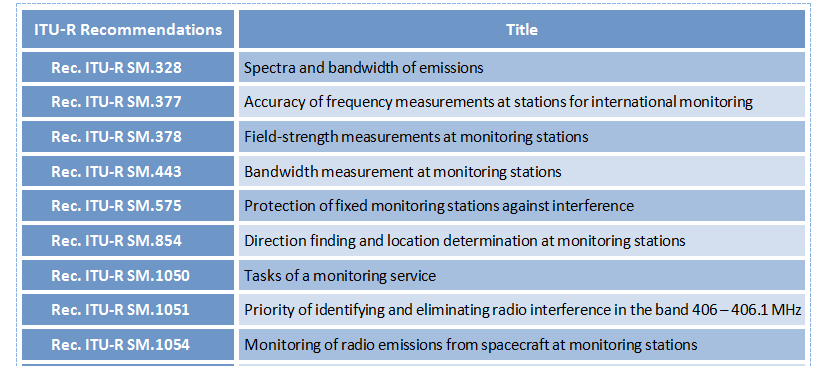 ITU-R Recommendations Title
Rec. ITU-R SM.328 Spectra and bandwidth of emissions
Rec. ITU-R SM.377 Accuracy of frequency measurements at stations for international monitoring
Rec. ITU-R SM.378 Field-strength measurements at monitoring stations
Rec. ITU-R SM.443 Bandwidth measurement at monitoring stations
Rec. ITU-R SM.575 Protection of fixed monitoring stations against interference
Rec. ITU-R SM.854 Direction finding and location determination at monitoring stations
Rec. ITU-R SM.1050 Tasks of a monitoring service
Rec. ITU-R SM.1051 Priority of identifying and eliminating radio interference in the band 406 – 406.1 MHz
Rec. ITU-R SM.1054 Monitoring of radio emissions from spacecraft at monitoring stations